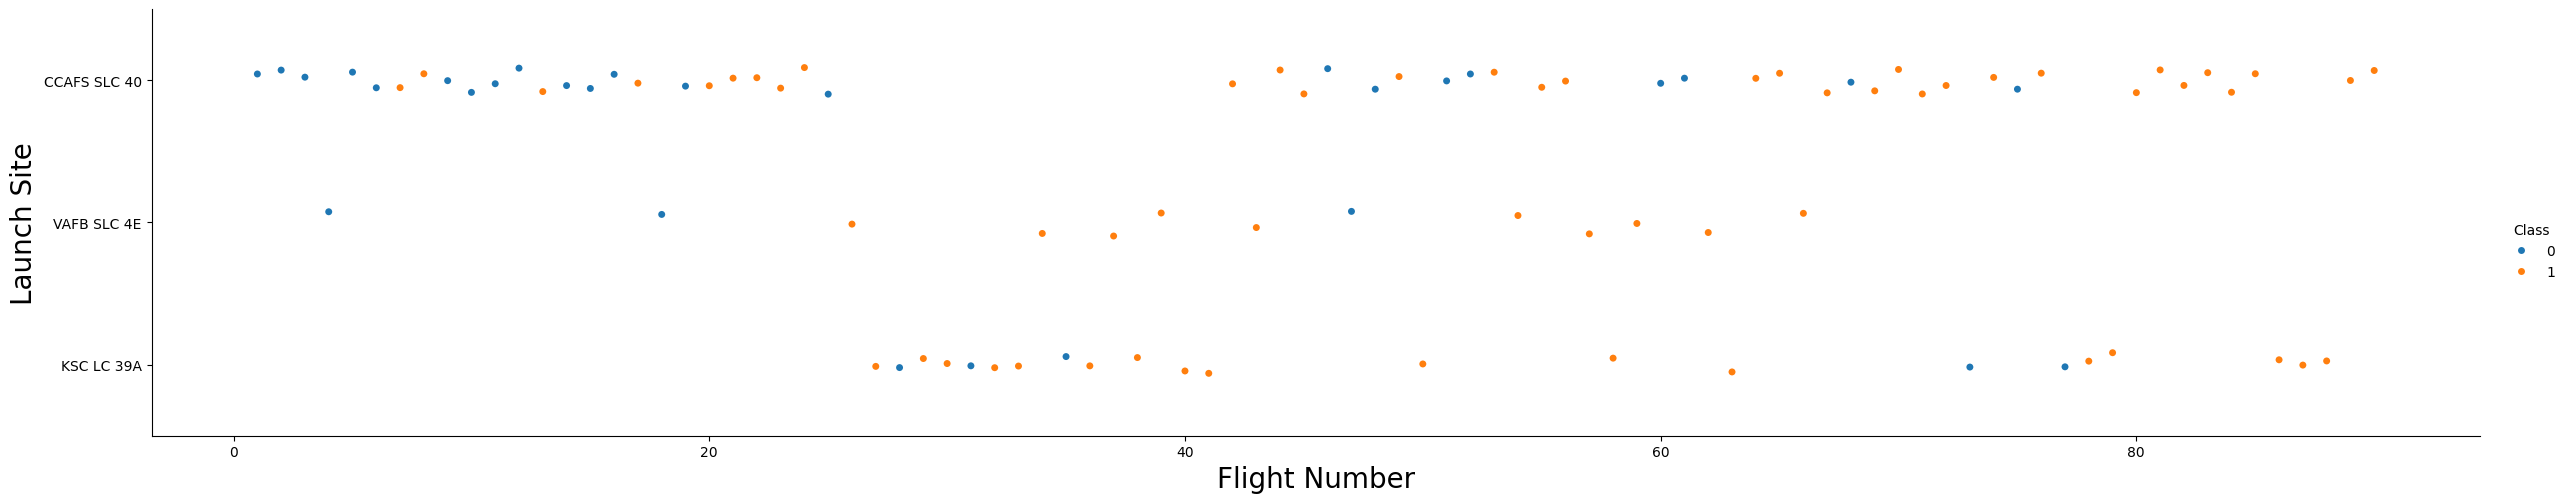 Launch Site
CCAFS SLC 40
VAFB SLC 4E
KSC LC 39A
0 20 40 60 80
Flight Number
Class
0
1